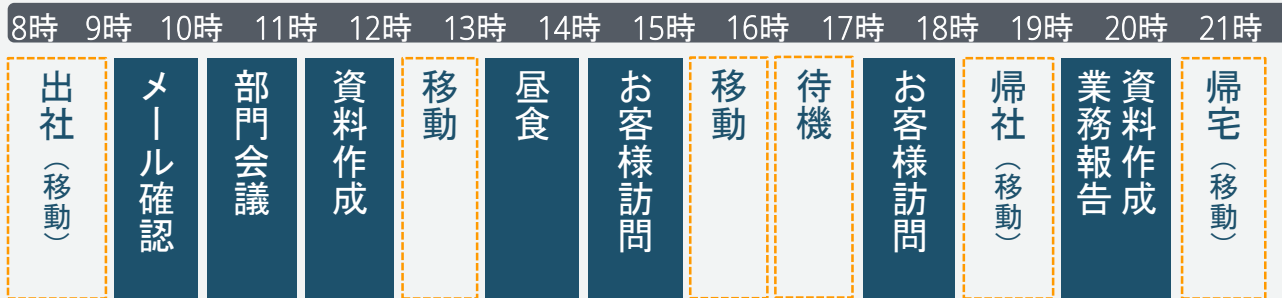 8時 9時 10時 11時 12時 13時 14時 15時 16時 17時 18時 19時 20時 21時
出社（移動）
メール確認
部門会議
資料作成
移動
昼食
お客様訪問
移動
待機
お客様訪問
帰社（移動）
資料作成
業務報告
帰宅（移動）